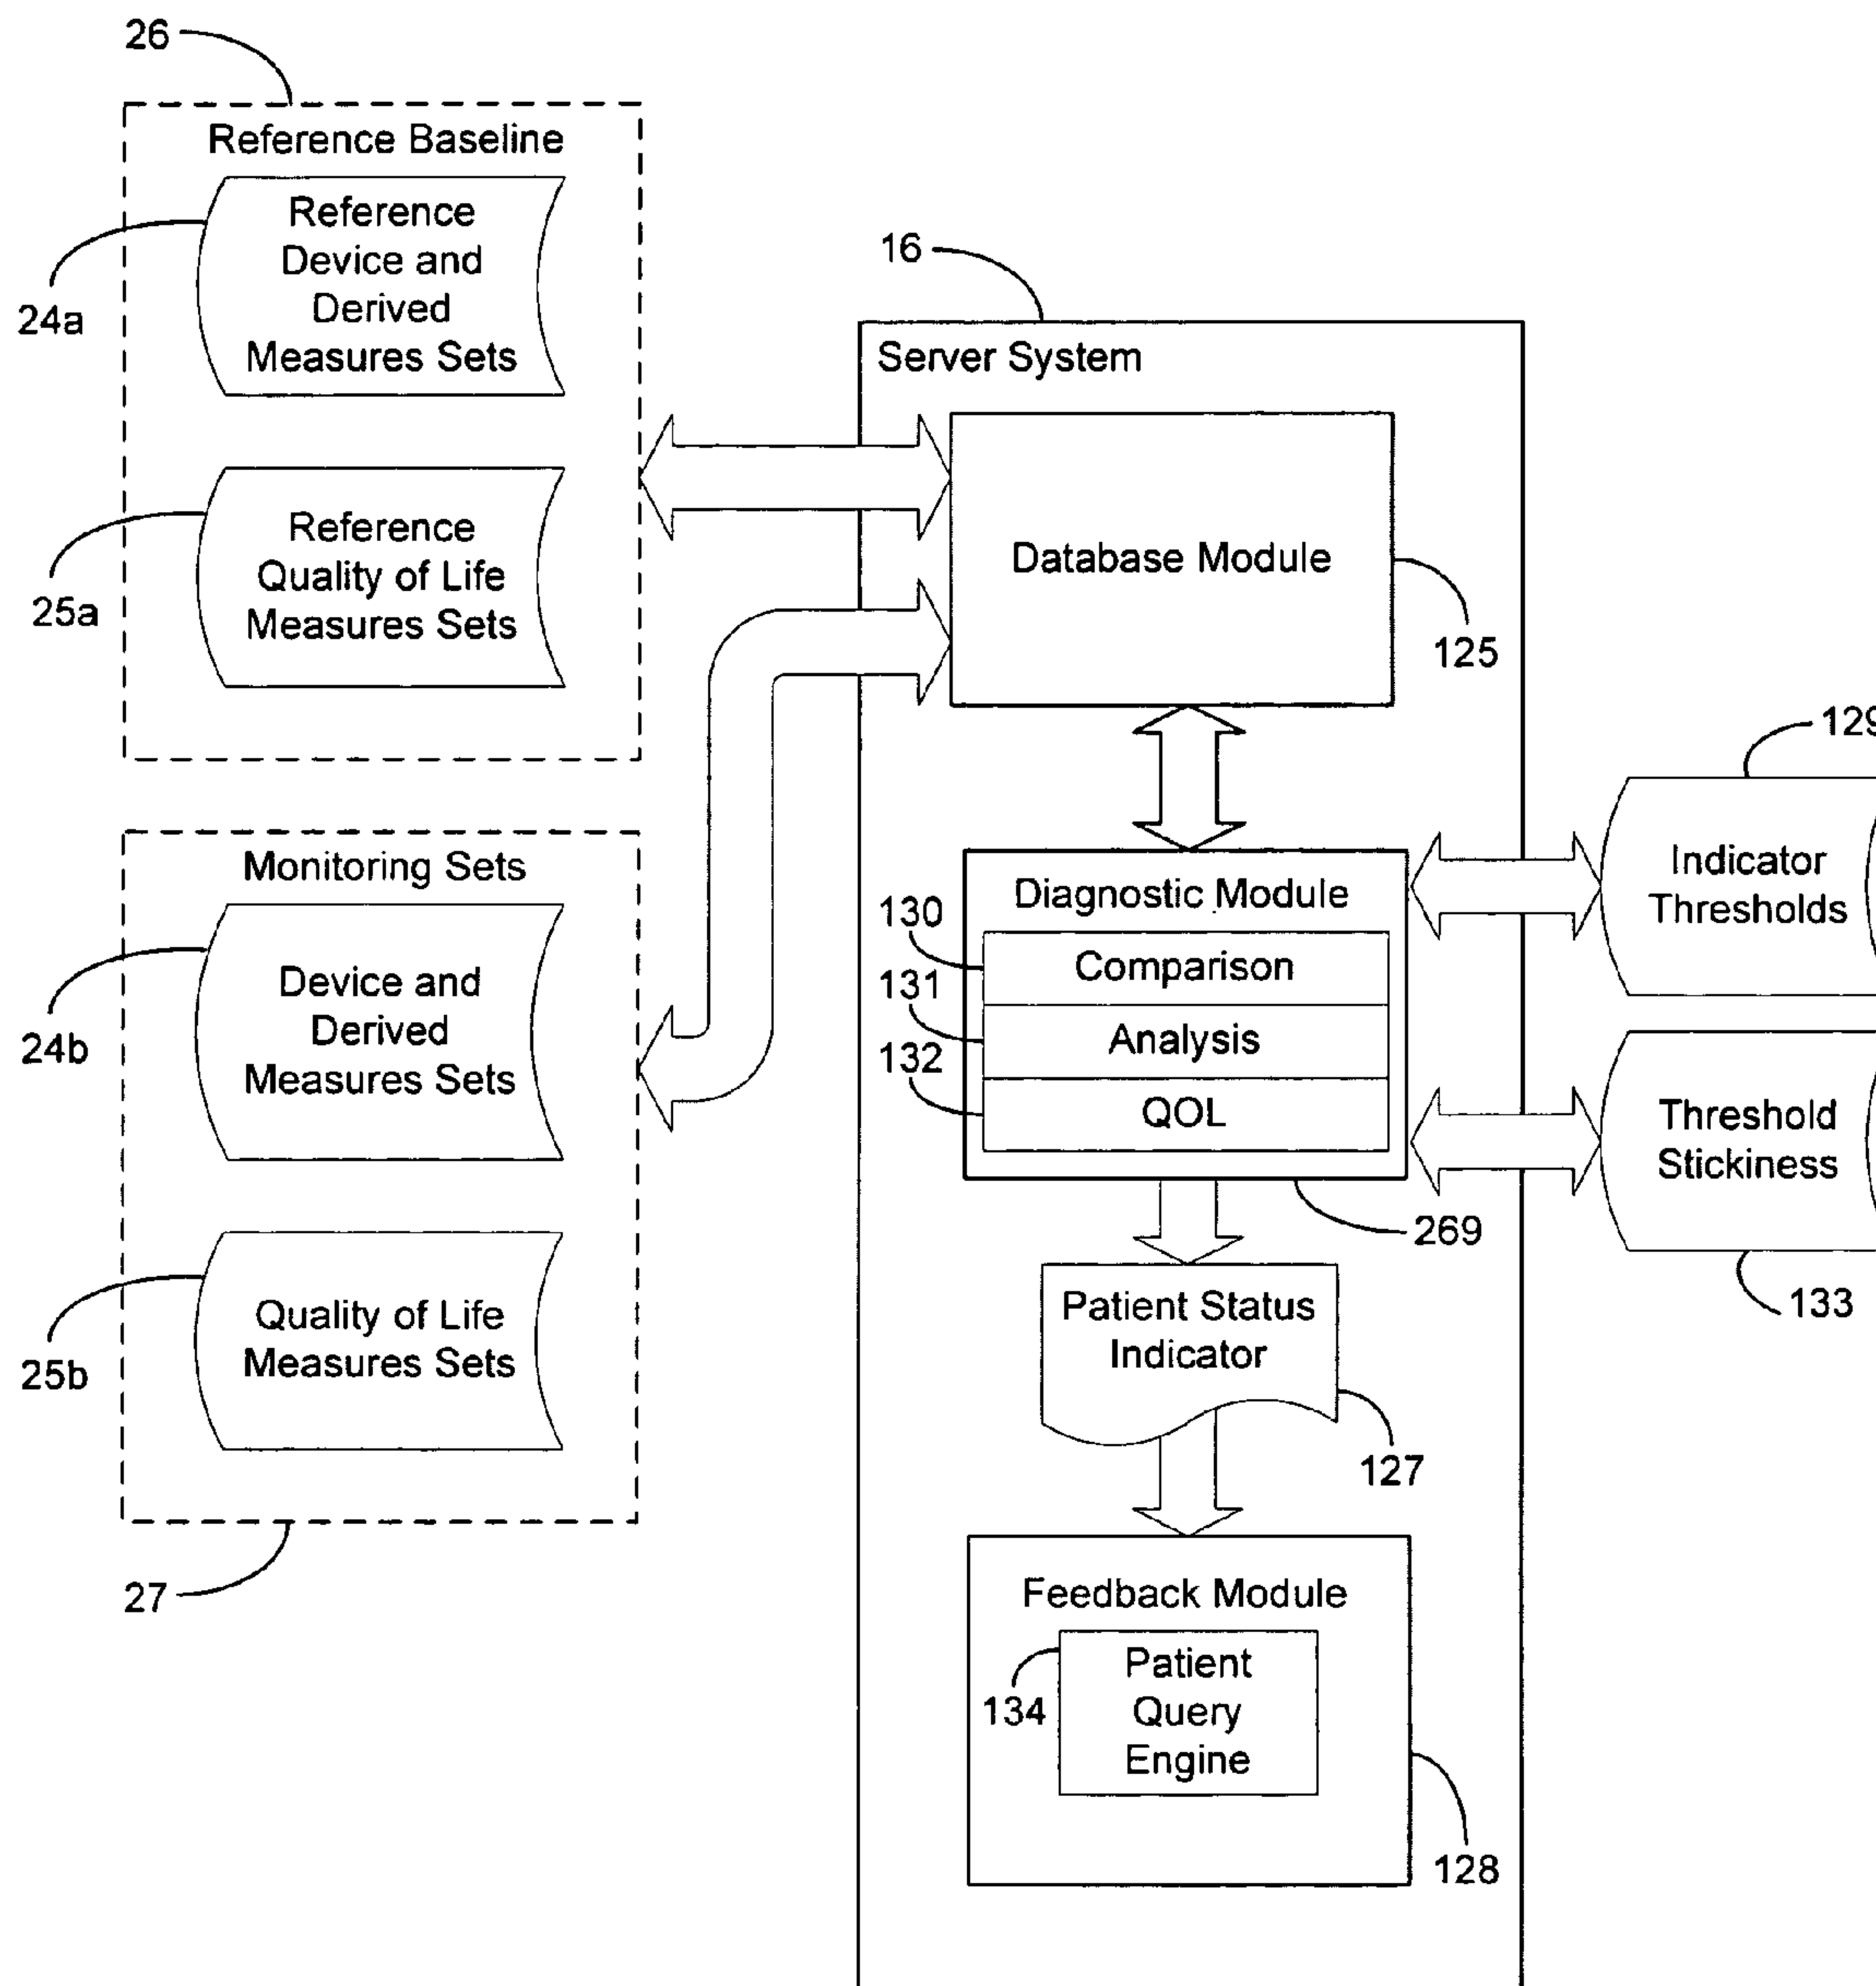 26
Reference Baseline
Reference
Device and
Derived
Measures Sets
24a
Reference
Quality of Life
Measures Sets
25a
Monitoring Sets
Device and
Derived
Measures Sets
24b
Quality of Life
Measures Sets
25b
27
16
Server System
Database Module
125
Diagnostic Module
130
Comparison
131
Analysis
132
QOL
269
129
Indicator
Thresholds
Threshold
Stickiness
133
Patient Status
Indicator
127
Feedback Module
134
Patient
Query
Engine
128